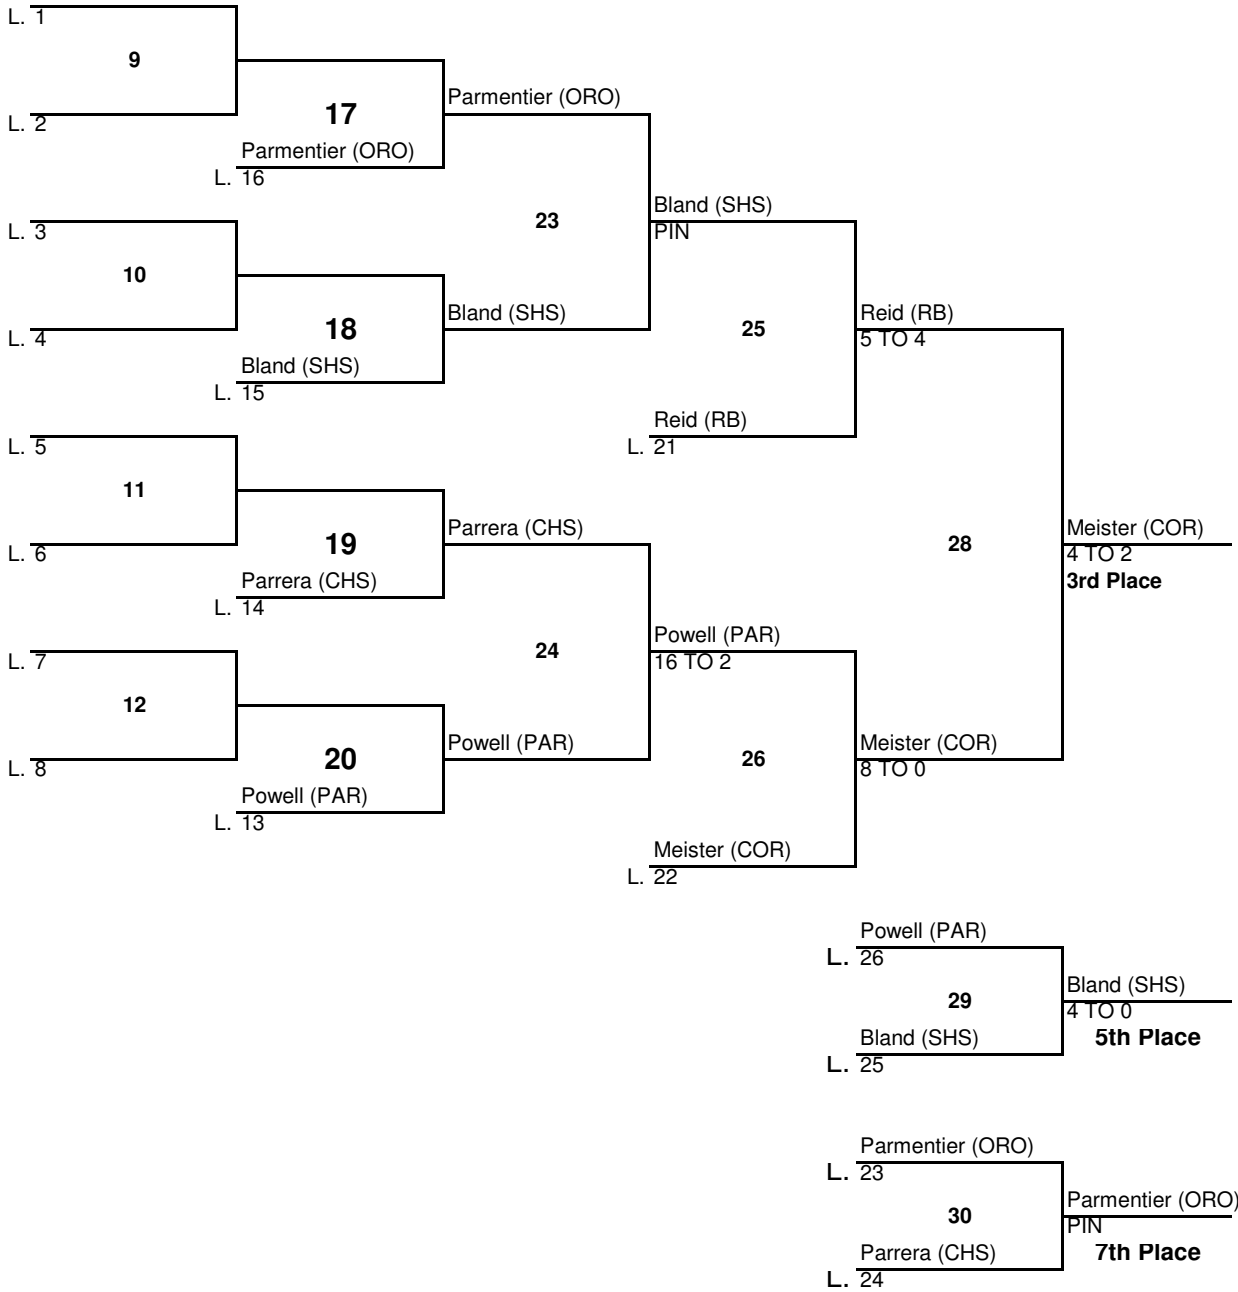 L. 1
9
L. 2
17
Parmentier (ORO)
Parmentier (ORO)
L. 16
L. 3
23
Bland (SHS)
PIN
10
L. 4
18
Bland (SHS)
25
Reid (RB)
5 TO 4
Bland (SHS)
L. 15
Reid (RB)
L. 21
L. 5
11
L. 6
19
Parrera (CHS)
28
Meister (COR)
4 TO 2
3rd Place
Parrera (CHS)
L. 14
L. 7
24
Powell (PAR)
16 TO 2
12
L. 8
20
Powell (PAR)
26
Meister (COR)
8 TO 0
Powell (PAR)
L. 13
Meister (COR)
L. 22
Powell (PAR)
L. 26
29
Bland (SHS)
4 TO 0
5th Place
Bland (SHS)
L. 25
Parmentier (ORO)
L. 23
30
Parmentier (ORO)
PIN
7th Place
Parrera (CHS)
L. 24